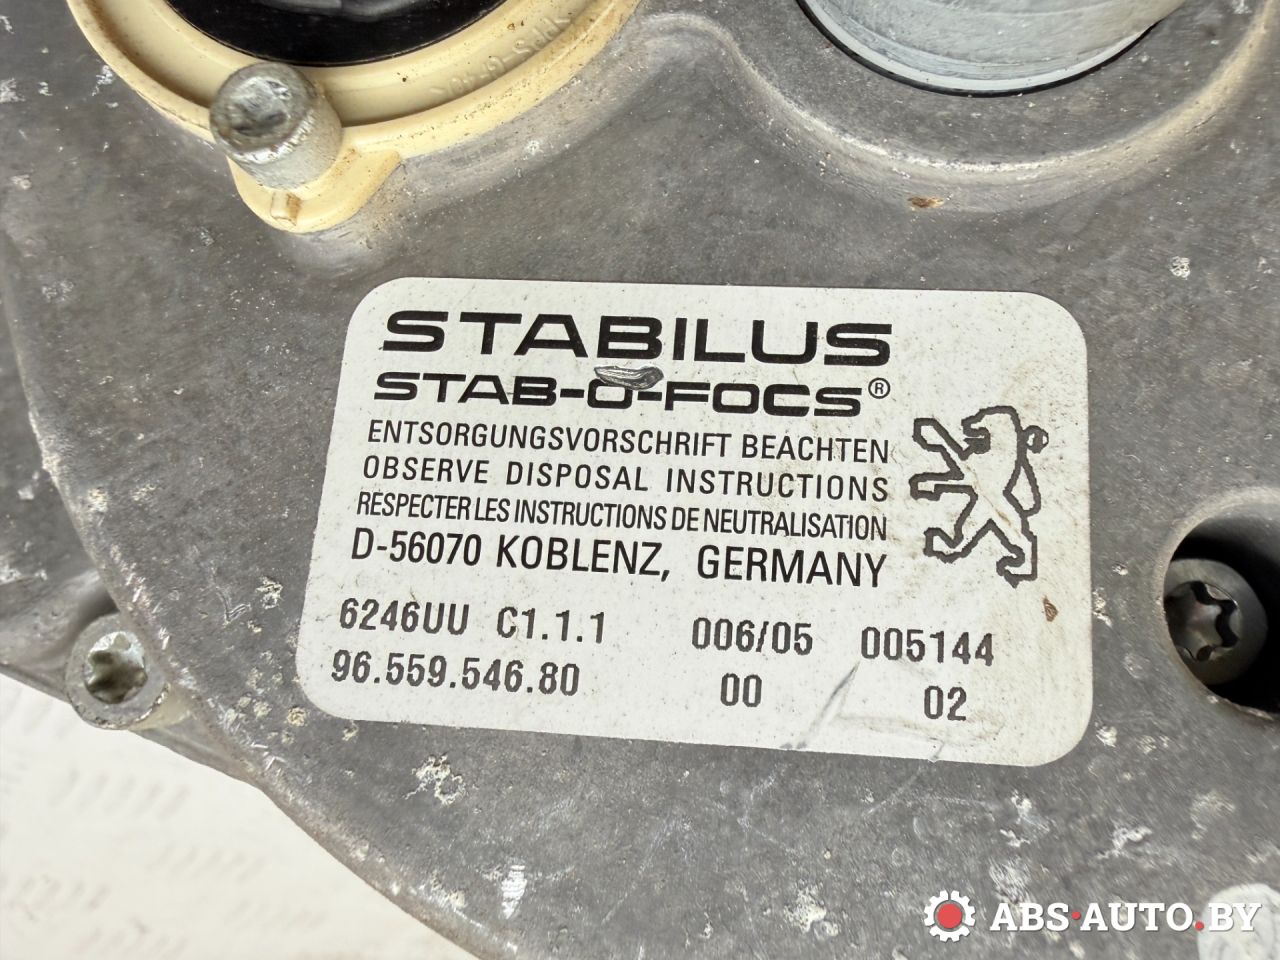 STABILUS
STAB-O-FOCS®
ENTSORGUNGSVORSCHRIFT BEACHTEN
OBSERVE DISPOSAL INSTRUCTIONS
RESPECTER LES INSTRUCTIONS DE NEUTRALISATION
D-56070 KOBLENZ, GERMANY
6246UU C1.1.1 006/05 005144
96.559.546.80 00 02
ABS-AUTO.BY